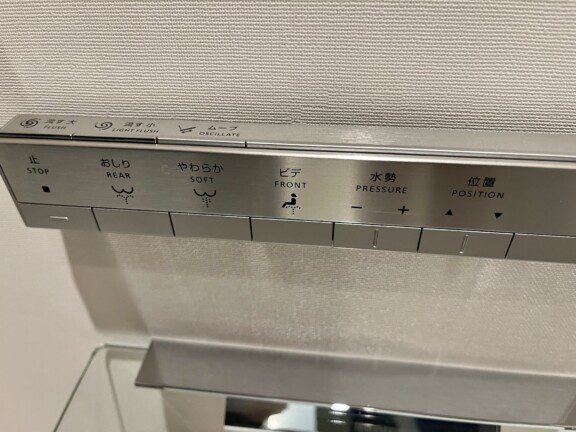 流す大
FLUSH
流す小
LIGHT FLUSH
ムーブ
OSCILLATE
止
STOP
おしり
REAR
やわらか
SOFT
ビデ
FRONT
水勢
PRESSURE
− +
位置
POSITION
▲ ▼